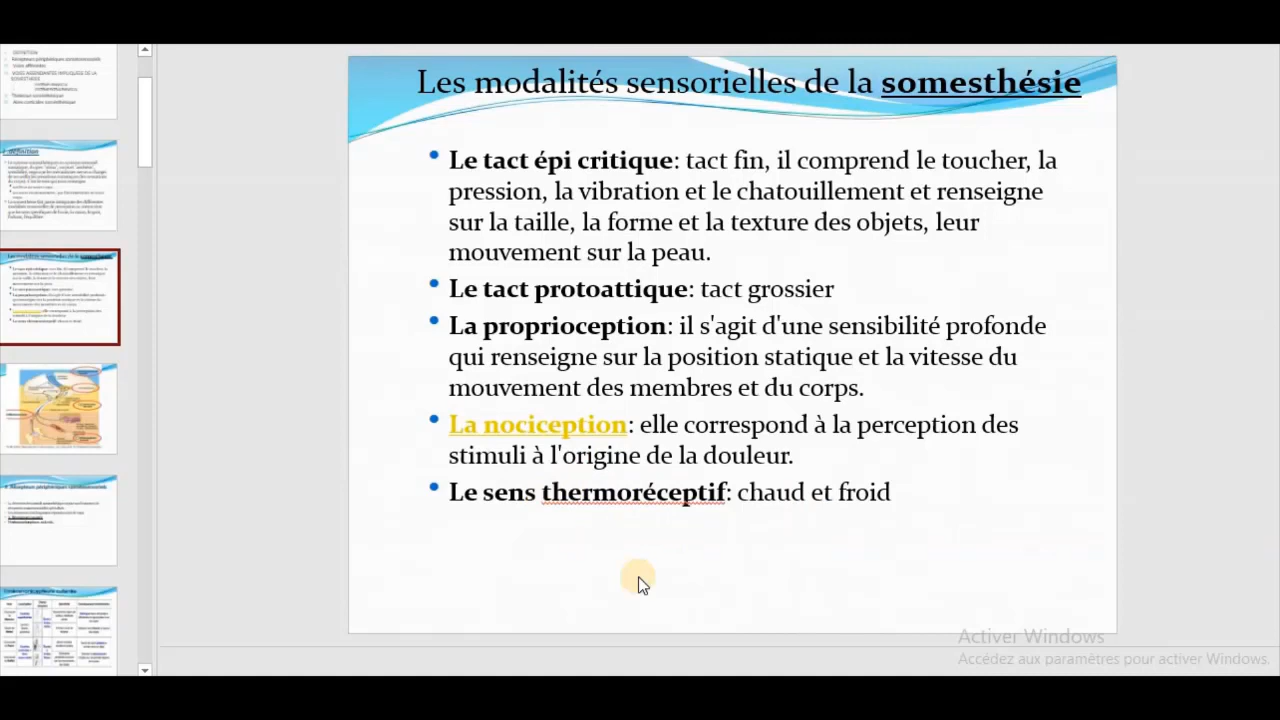 Les modalités sensorielles de la somesthésie
Le tact épi critique: tact fin, il comprend le toucher, la
pression, la vibration et le chatouillement et renseigne
sur la taille, la forme et la texture des objets, leur
mouvement sur la peau.
Le tact protoattique: tact grossier
La proprioception: il s'agit d'une sensibilité profonde
qui renseigne sur la position statique et la vitesse du
mouvement des membres et du corps.
La nociception: elle correspond à la perception des
stimuli à l'origine de la douleur.
Le sens thermoréceptif: chaud et froid
Activer Windows
Accédez aux paramètres pour activer Windows.